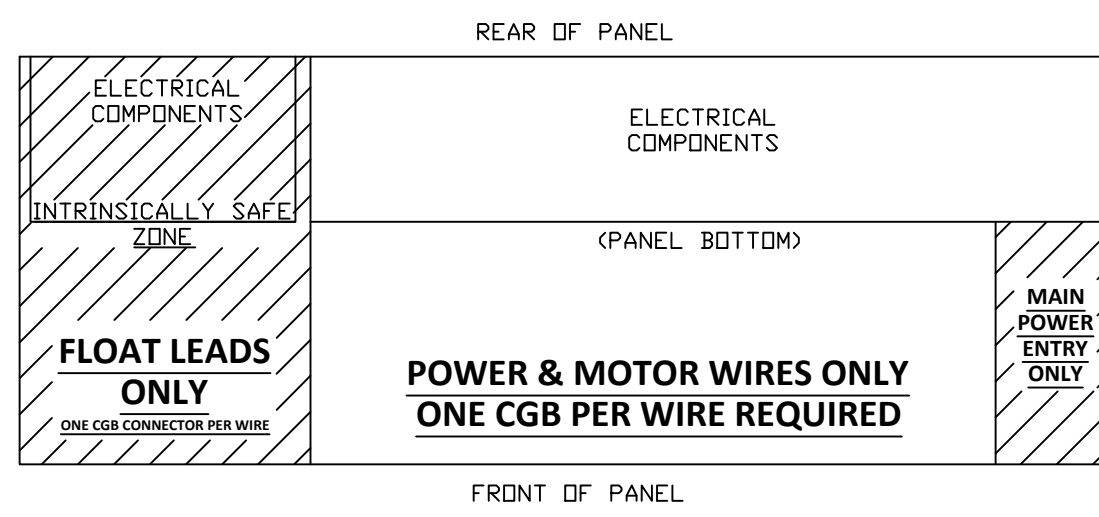 REAR OF PANEL
ELECTRICAL
COMPONENTS
INTRINSICALLY SAFE
ZONE
FLOAT LEADS
ONLY
ONE CGB CONNECTOR PER WIRE
ELECTRICAL
COMPONENTS
(PANEL BOTTOM)
POWER & MOTOR WIRES ONLY
ONE CGB PER WIRE REQUIRED
MAIN
POWER
ENTRY
ONLY
FRONT OF PANEL